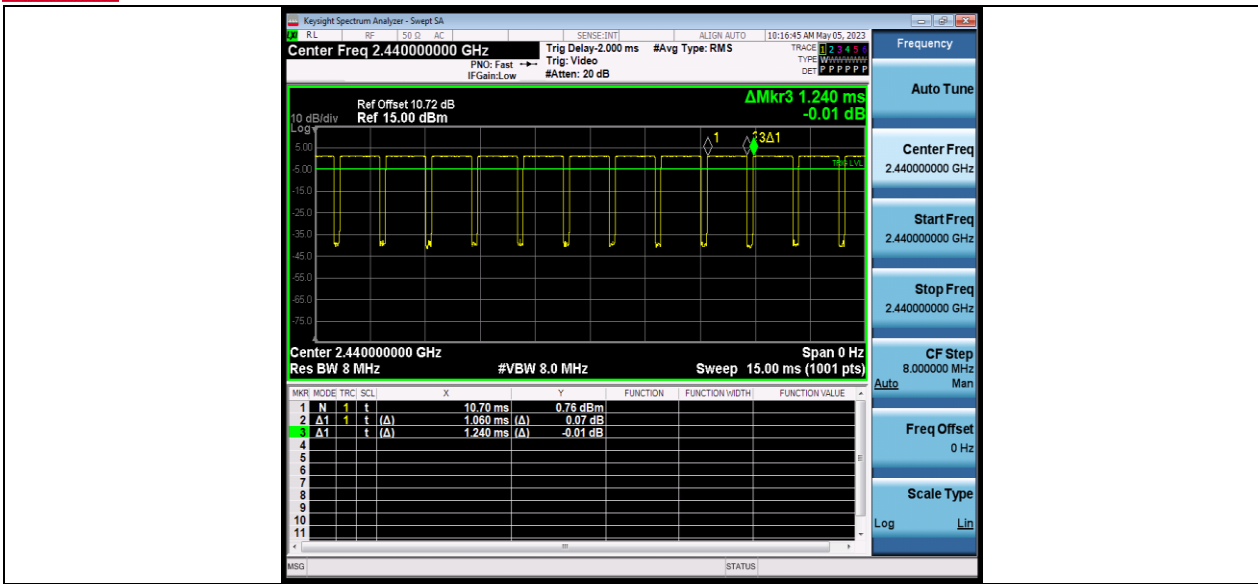 Keysight Spectrum Analyzer - Swept SA
LXI RL RF 50 Ω AC SENSE:INT ALIGN AUTO 10:16:45 AM May 05, 2023
Center Freq 2.440000000 GHz Trig Delay-2.000 ms #Avg Type: RMS TRACE 1 2 3 4 5 6
PNO: Fast Trig: Video TYPE WWWWWW
IFGain:Low #Atten: 20 dB DET P P P P P P
Frequency
Auto Tune
Center Freq
2.440000000 GHz
Start Freq
2.440000000 GHz
Stop Freq
2.440000000 GHz
CF Step
8.000000 MHz
Auto Man
Freq Offset
0 Hz
Scale Type
Log Lin
ΔMkr3 1.240 ms
-0.01 dB
Ref Offset 10.72 dB
10 dB/div Ref 15.00 dBm
Log
1 3Δ1
5.00
TRIG LVL
-5.00
-15.0
-25.0
-35.0
-45.0
-55.0
-65.0
-75.0
Center 2.440000000 GHz Span 0 Hz
Res BW 8 MHz #VBW 8.0 MHz Sweep 15.00 ms (1001 pts)
MKR MODE TRC SCL X Y FUNCTION FUNCTION WIDTH FUNCTION VALUE
1 N 1 t 10.70 ms 0.76 dBm
2 Δ1 1 t (Δ) 1.060 ms (Δ) 0.07 dB
3 Δ1 t (Δ) 1.240 ms (Δ) -0.01 dB
4
5
6
7
8
9
10
11
MSG STATUS